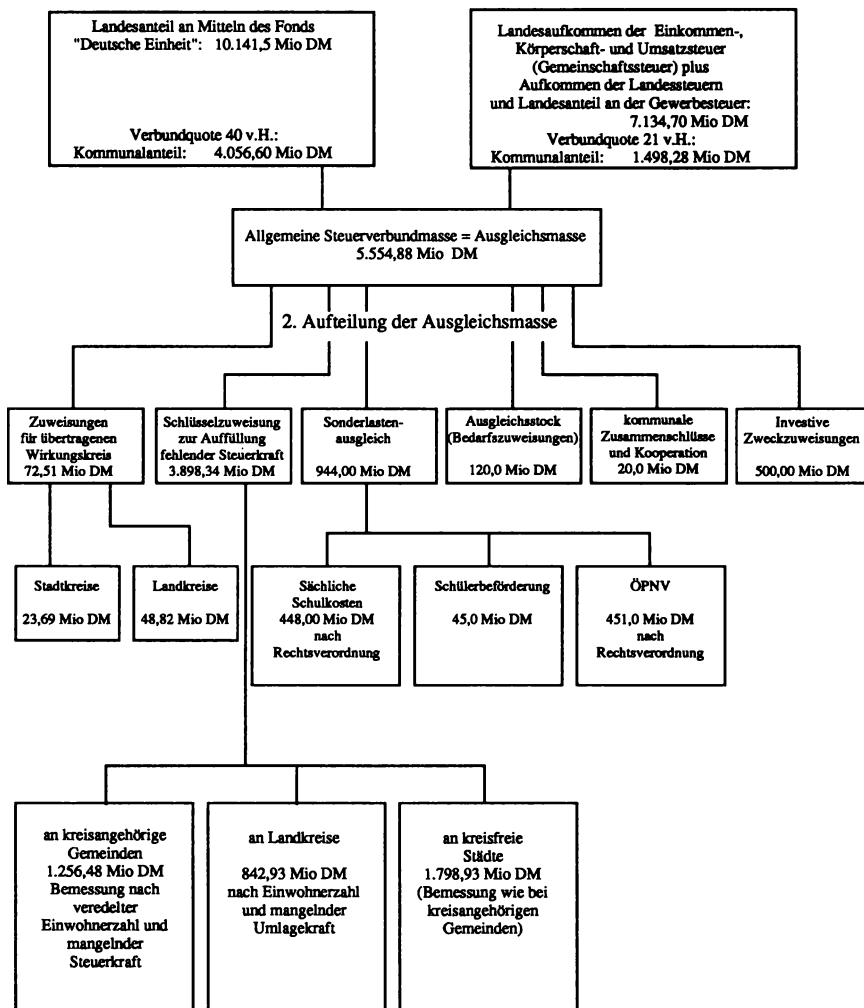 Landesanteil an Mitteln des Fonds
"Deutsche Einheit": 10.141,5 Mio DM
Verbundquote 40 v.H.:
Kommunalanteil: 4.056,60 Mio DM
Landesaufkommen der Einkommen-,
Körperschaft- und Umsatzsteuer
(Gemeinschaftssteuer) plus
Aufkommen der Landessteuern
und Landesanteil an der Gewerbesteuer:
7.134,70 Mio DM
Verbundquote 21 v.H.:
Kommunalanteil: 1.498,28 Mio DM
Allgemeine Steuerverbundmasse = Ausgleichsmasse
5.554,88 Mio DM
2. Aufteilung der Ausgleichsmasse
Zuweisungen
für übertragenen
Wirkungskreis
72,51 Mio DM
Schlüsselzuweisung
zur Auffüllung
fehlender Steuerkraft
3.898,34 Mio DM
Sonderlasten-
ausgleich
944,00 Mio DM
Ausgleichsstock
(Bedarfszuweisungen)
120,0 Mio DM
kommunale
Zusammenschlüsse
und Kooperation
20,0 Mio DM
Investive
Zweckzuweisungen
500,00 Mio DM
Stadtkreise
23,69 Mio DM
Landkreise
48,82 Mio DM
Sächliche
Schulkosten
448,00 Mio DM
nach
Rechtsverordnung
Schülerbeförderung
45,0 Mio DM
ÖPNV
451,0 Mio DM
nach
Rechtsverordnung
an kreisangehörige
Gemeinden
1.256,48 Mio DM
Bemessung nach
veredelter
Einwohnerzahl und
mangelnder
Steuerkraft
an Landkreise
842,93 Mio DM
nach Einwohnerzahl
und mangelnder
Umlagekraft
an kreisfreie
Städte
1.798,93 Mio DM
(Bemessung wie bei
kreisangehörigen
Gemeinden)